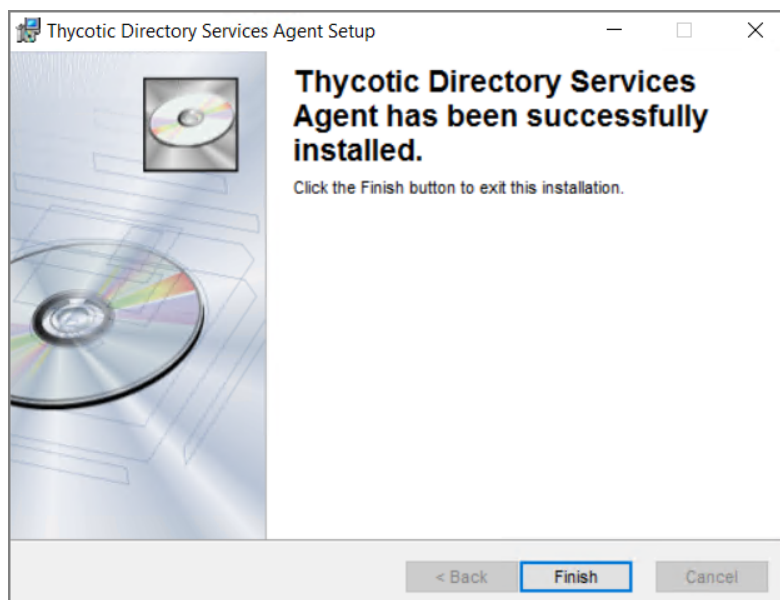 Thycotic Directory Services Agent Setup
Thycotic Directory Services
Agent has been successfully
installed.
Click the Finish button to exit this installation.
< Back
Finish
Cancel